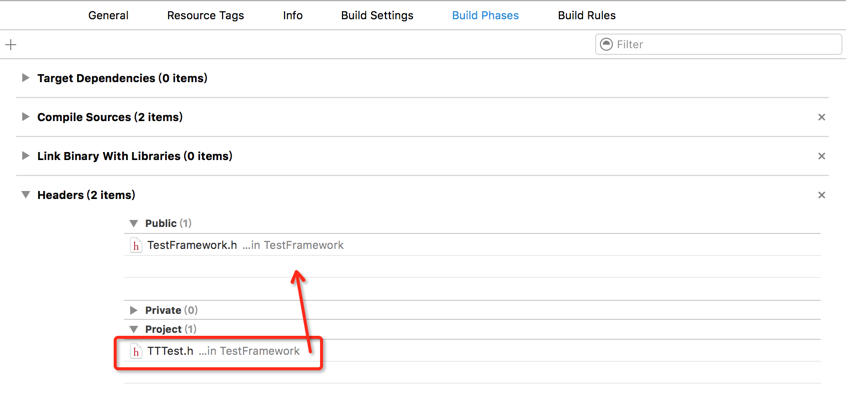 General Resource Tags Info Build Settings Build Phases Build Rules
+ Filter
Target Dependencies (0 items)
Compile Sources (2 items) ×
Link Binary With Libraries (0 items) ×
Headers (2 items) ×
Public (1)
h TestFramework.h ...in TestFramework
Private (0)
Project (1)
h TTTest.h ...in TestFramework